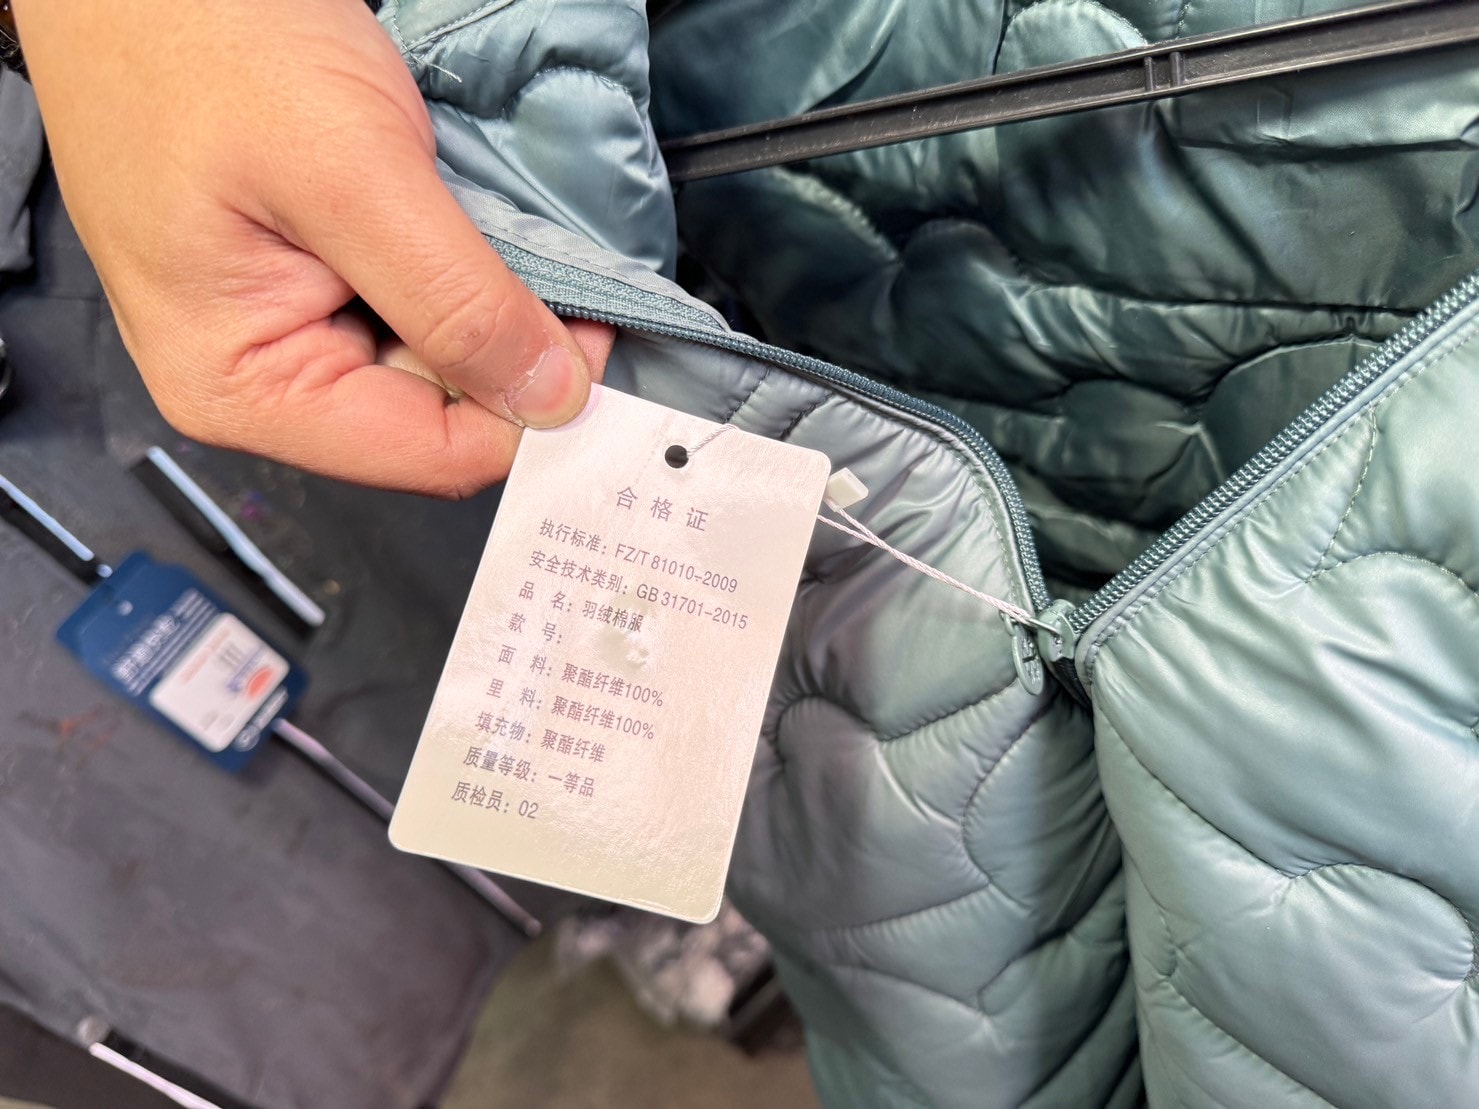 合格证
执行标准：FZ/T 81010-2009
安全技术类别：GB 31701-2015
品 名：羽绒棉服
款 号：
面 料：聚酯纤维100%
里 料：聚酯纤维100%
填充物：聚酯纤维
质量等级：一等品
质检员：02